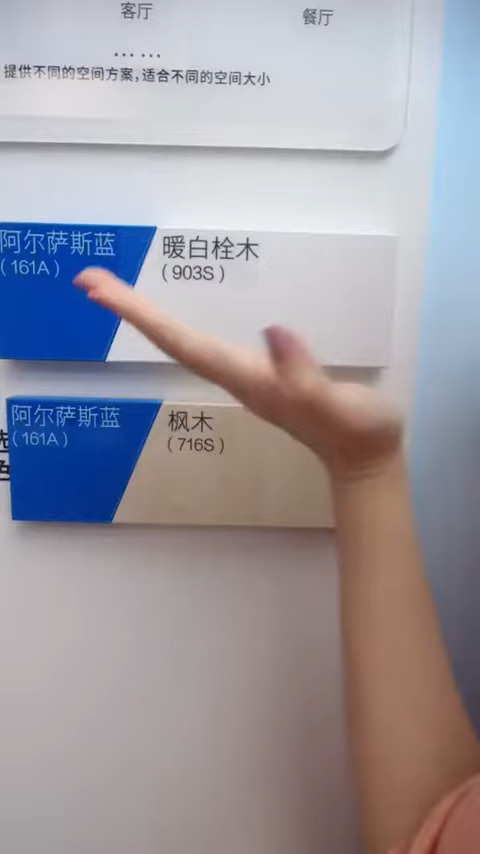 客厅 餐厅
……
提供不同的空间方案,适合不同的空间大小
阿尔萨斯蓝
(161A)
暖白栓木
(903S)
阿尔萨斯蓝
(161A)
枫木
(716S)
色